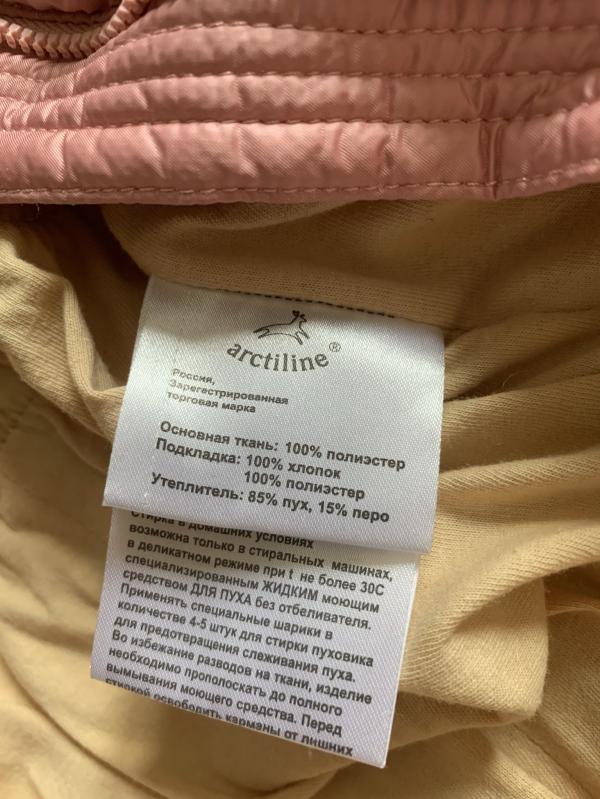 arctiline®
Россия,
Зарегестрированная
торговая марка
Основная ткань: 100% полиэстер
Подкладка: 100% хлопок
100% полиэстер
Утеплитель: 85% пух, 15% перо
Стирка в домашних условиях
возможна только в стиральных машинах,
в деликатном режиме при t не более 30С
специализированным ЖИДКИМ моющим
средством ДЛЯ ПУХА без отбеливателя.
Применять специальные шарики в
количестве 4-5 штук для стирки пуховика
для предотвращения слеживания пуха.
Во избежание разводов на ткани, изделие
необходимо прополоскать до полного
вымывания моющего средства. Перед
стиркой освободить карманы от лишних